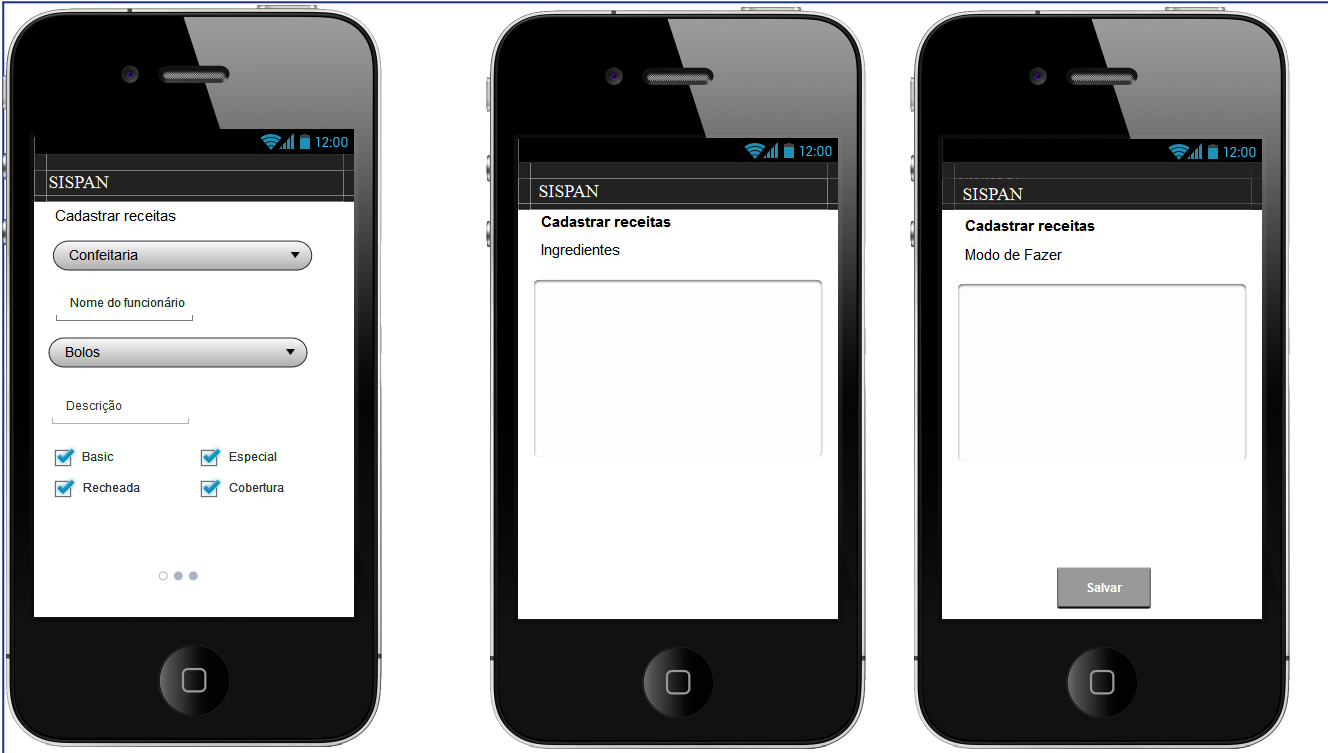 12:00
SISPAN
Cadastrar receitas
Confeitaria
Nome do funcionário
Bolos
Descrição
Basic Especial
Recheada Cobertura
12:00
SISPAN
Cadastrar receitas
Ingredientes
12:00
SISPAN
Cadastrar receitas
Modo de Fazer
Salvar